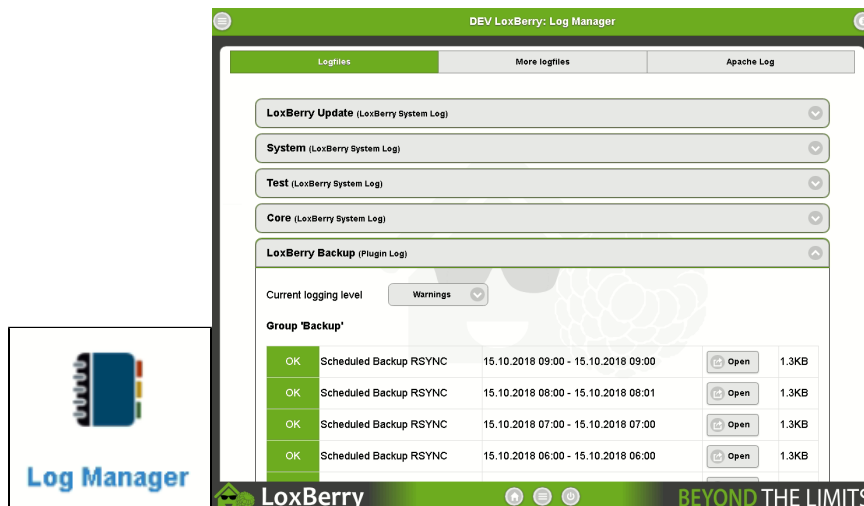 DEV LoxBerry: Log Manager
Logfiles More logfiles Apache Log
LoxBerry Update (LoxBerry System Log)
System (LoxBerry System Log)
Test (LoxBerry System Log)
Core (LoxBerry System Log)
LoxBerry Backup (Plugin Log)
Current logging level Warnings
Group 'Backup'
OK Scheduled Backup RSYNC 15.10.2018 09:00 - 15.10.2018 09:00 Open 1.3KB
OK Scheduled Backup RSYNC 15.10.2018 08:00 - 15.10.2018 08:01 Open 1.3KB
OK Scheduled Backup RSYNC 15.10.2018 07:00 - 15.10.2018 07:00 Open 1.3KB
OK Scheduled Backup RSYNC 15.10.2018 06:00 - 15.10.2018 06:00 Open 1.3KB
Log Manager
LoxBerry BEYOND THE LIMITS